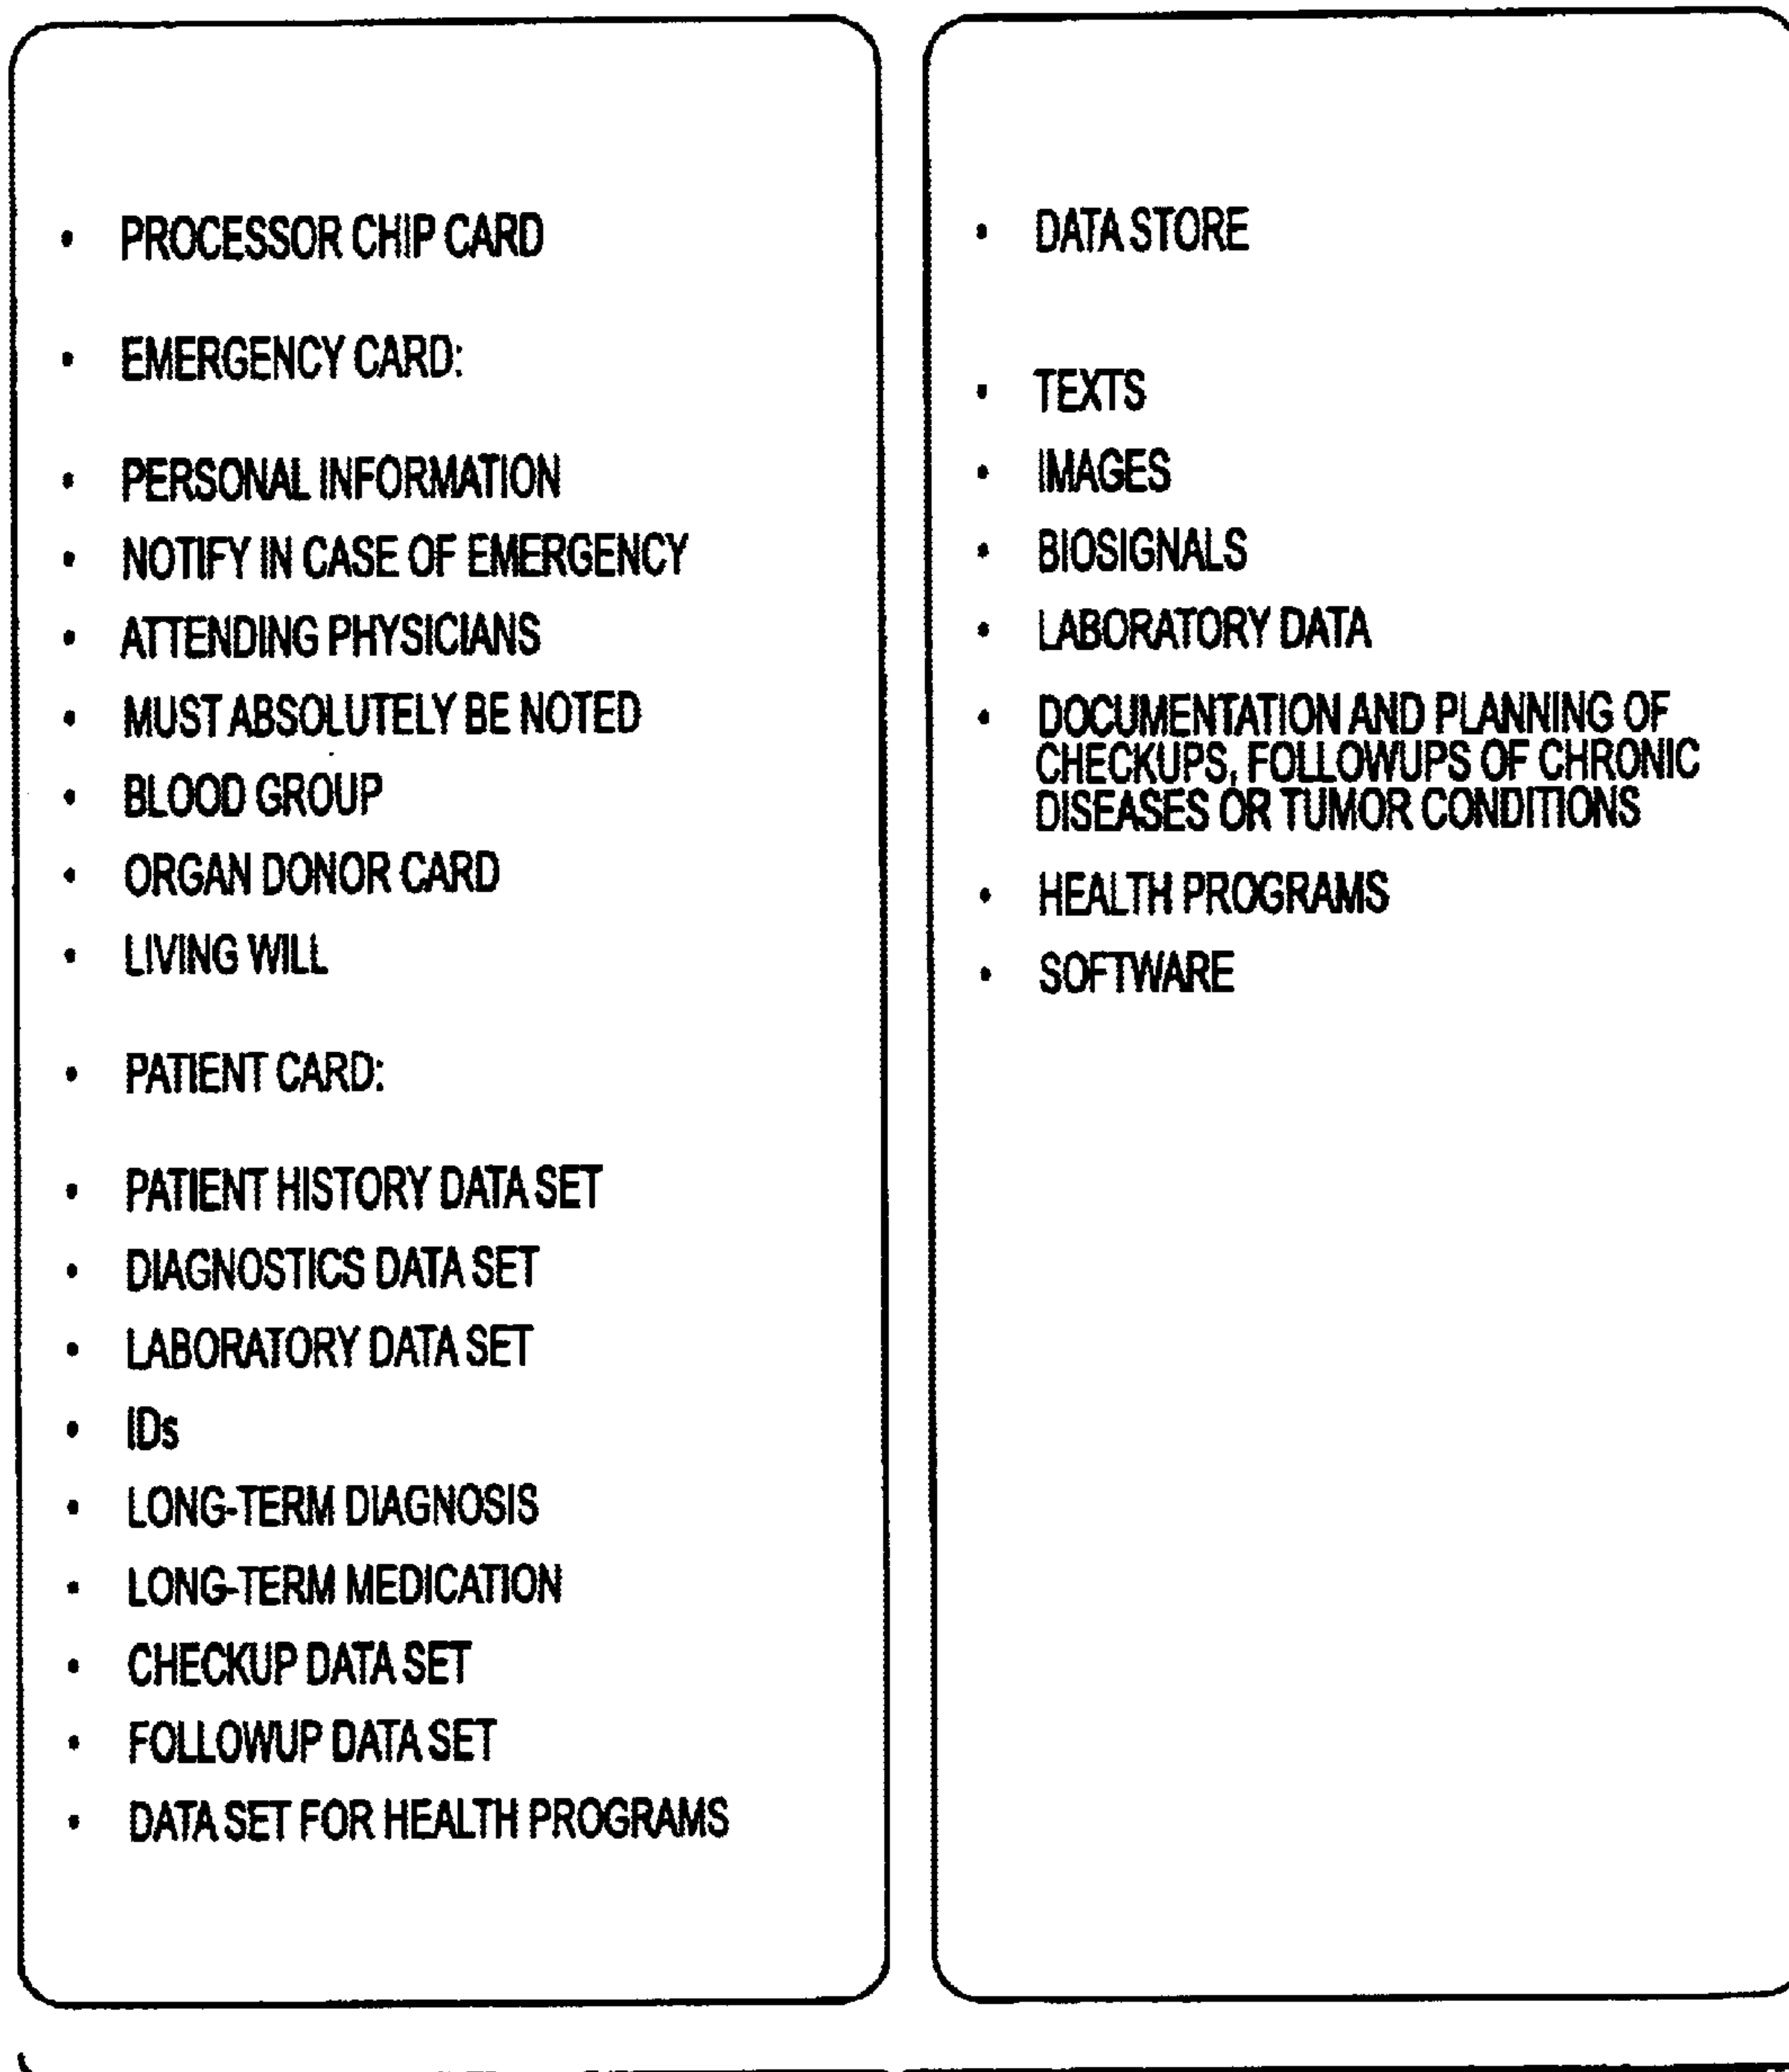 • PROCESSOR CHIP CARD
• EMERGENCY CARD:
• PERSONAL INFORMATION
• NOTIFY IN CASE OF EMERGENCY
• ATTENDING PHYSICIANS
• MUST ABSOLUTELY BE NOTED
• BLOOD GROUP
• ORGAN DONOR CARD
• LIVING WILL
• PATIENT CARD:
• PATIENT HISTORY DATA SET
• DIAGNOSTICS DATA SET
• LABORATORY DATA SET
• IDs
• LONG-TERM DIAGNOSIS
• LONG-TERM MEDICATION
• CHECKUP DATA SET
• FOLLOWUP DATA SET
• DATA SET FOR HEALTH PROGRAMS
• DATA STORE
• TEXTS
• IMAGES
• BIOSIGNALS
• LABORATORY DATA
• DOCUMENTATION AND PLANNING OF
CHECKUPS, FOLLOWUPS OF CHRONIC
DISEASES OR TUMOR CONDITIONS
• HEALTH PROGRAMS
• SOFTWARE